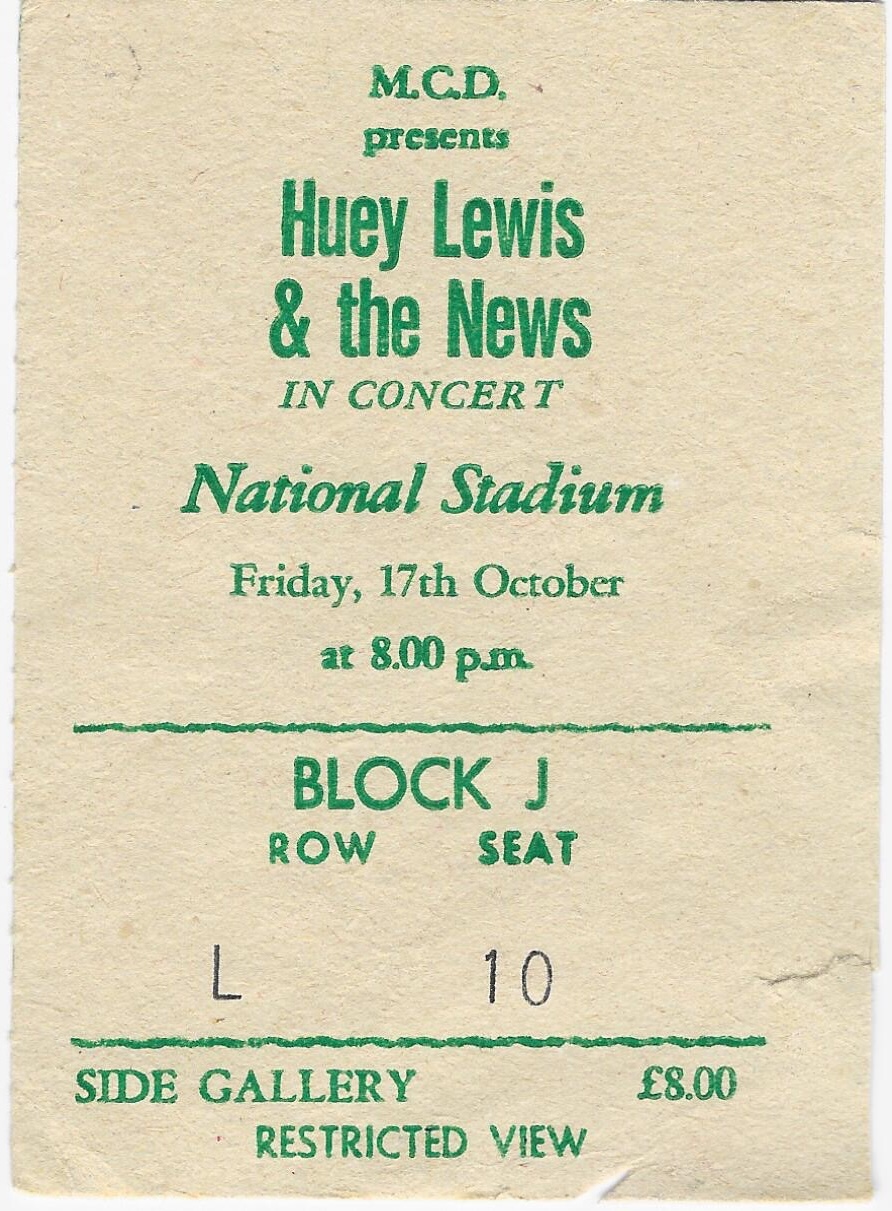 M.C.D.
presents
Huey Lewis
& the News
IN CONCERT
National Stadium
Friday, 17th October
at 8.00 p.m.
BLOCK J
ROW SEAT
L 10
SIDE GALLERY £8.00
RESTRICTED VIEW